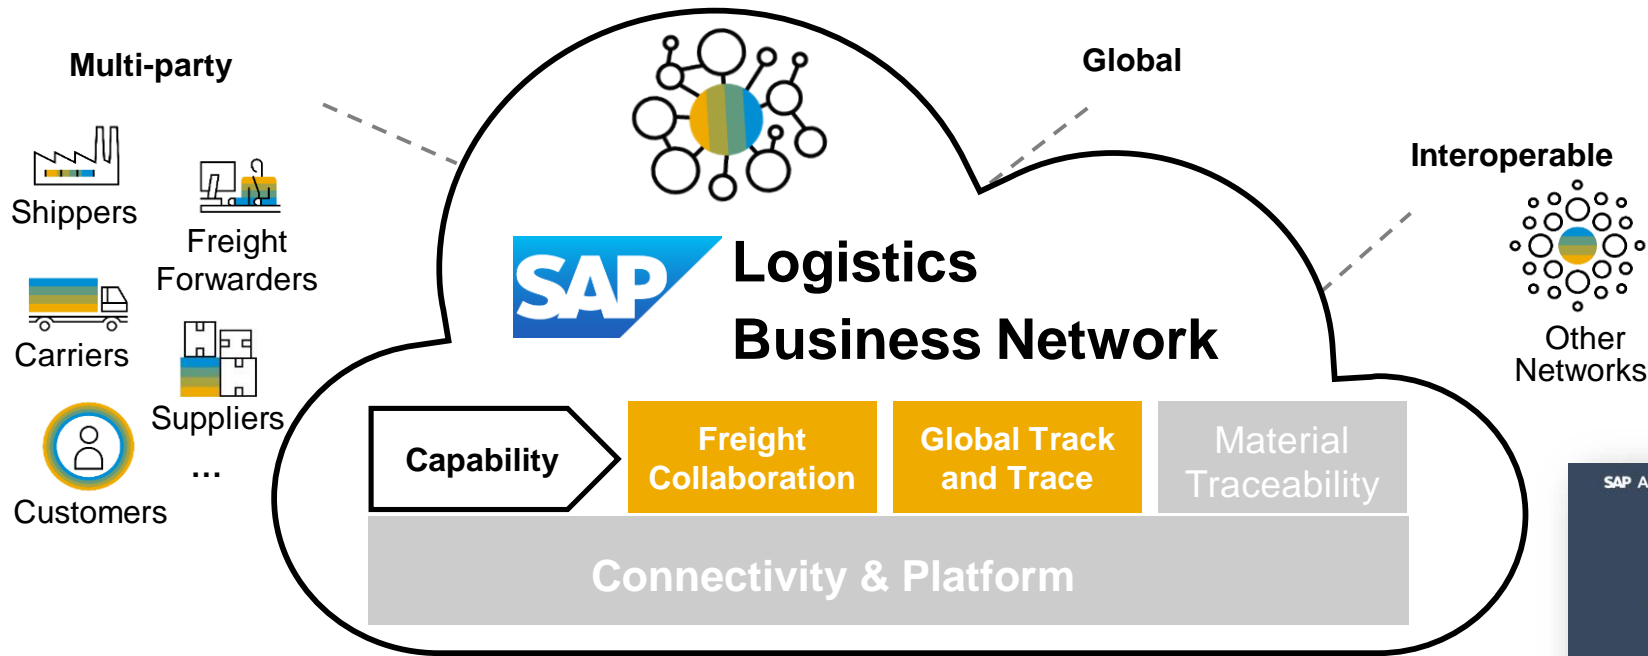 Multi-party
Global
Interoperable
Shippers
Freight
Forwarders
Carriers
Suppliers
Customers
...
SAP
Logistics
Business Network
Other
Networks
Capability
Freight
Collaboration
Global Track
and Trace
Material
Traceability
Connectivity & Platform
SAP A